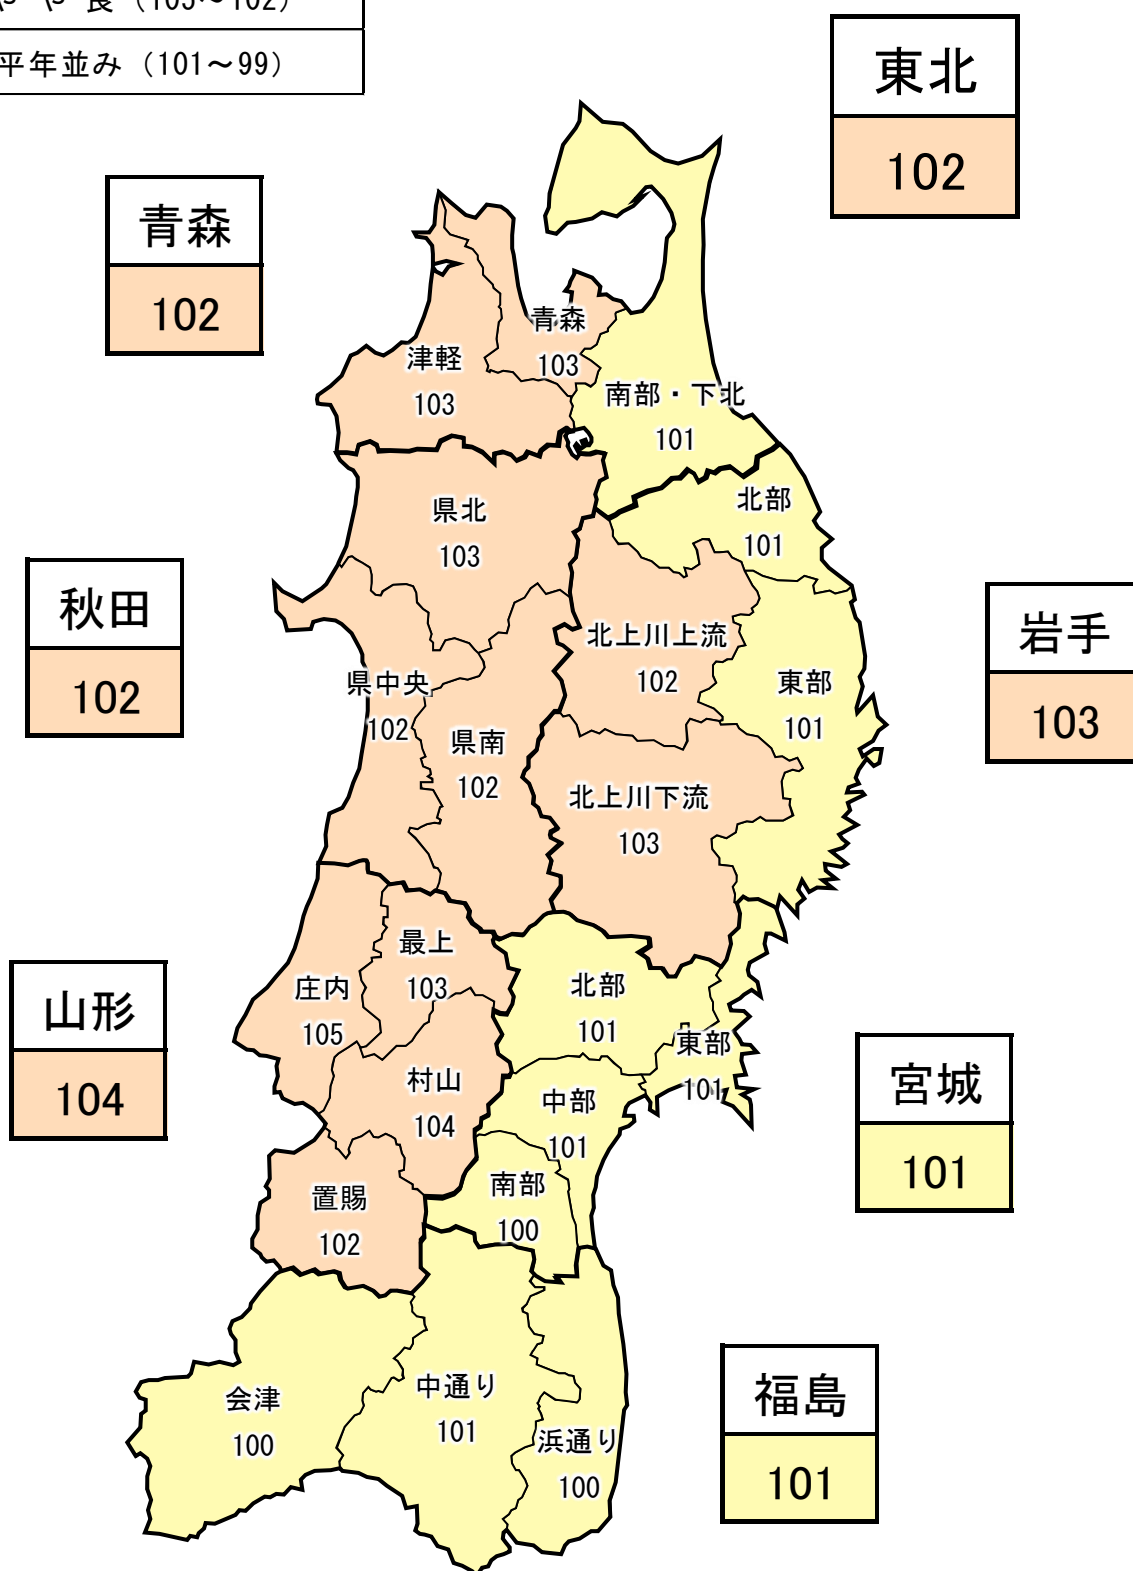 良 (105～102)
平年並み (101～99)
東北
102
青森
102
青森
103
津軽
103
南部・下北
101
県北
103
北部
101
秋田
102
岩手
103
北上川上流
102
県中央
102
東部
101
県南
102
北上川下流
103
最上
103
庄内
105
北部
101
山形
104
東部
101
宮城
101
村山
104
中部
101
置賜
102
南部
100
会津
100
中通り
101
浜通り
100
福島
101